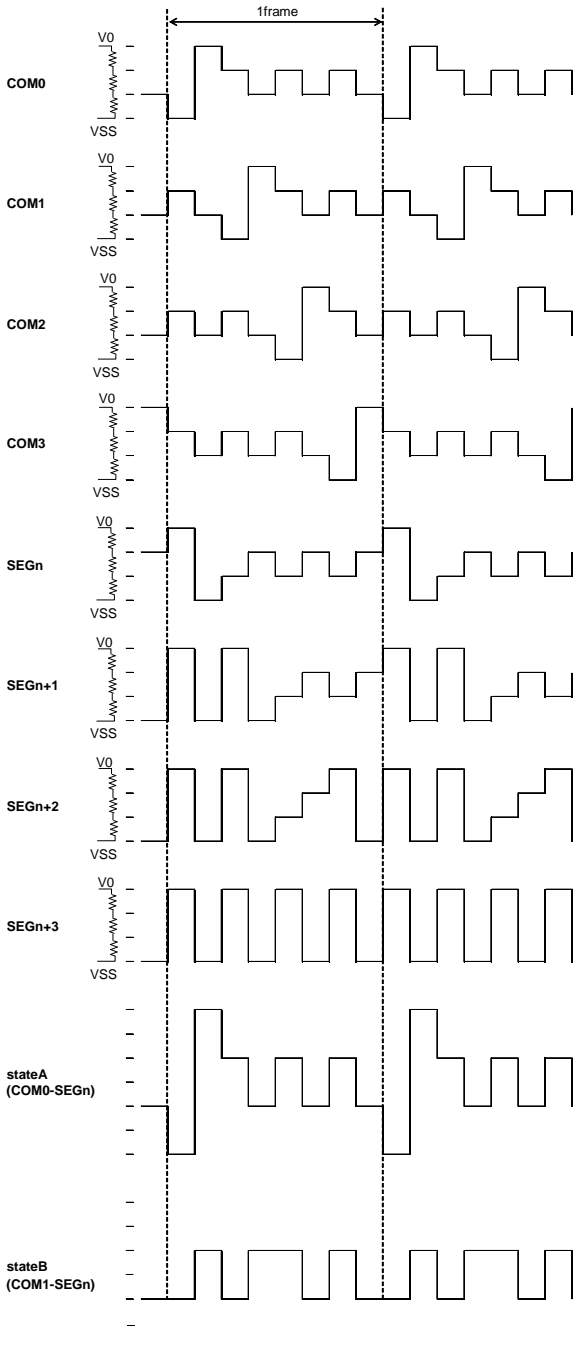 1frame
V0
COM0
VSS
V0
COM1
VSS
V0
COM2
VSS
V0
COM3
VSS
V0
SEGn
VSS
V0
SEGn+1
VSS
V0
SEGn+2
VSS
V0
SEGn+3
VSS
stateA
(COM0-SEGn)
stateB
(COM1-SEGn)